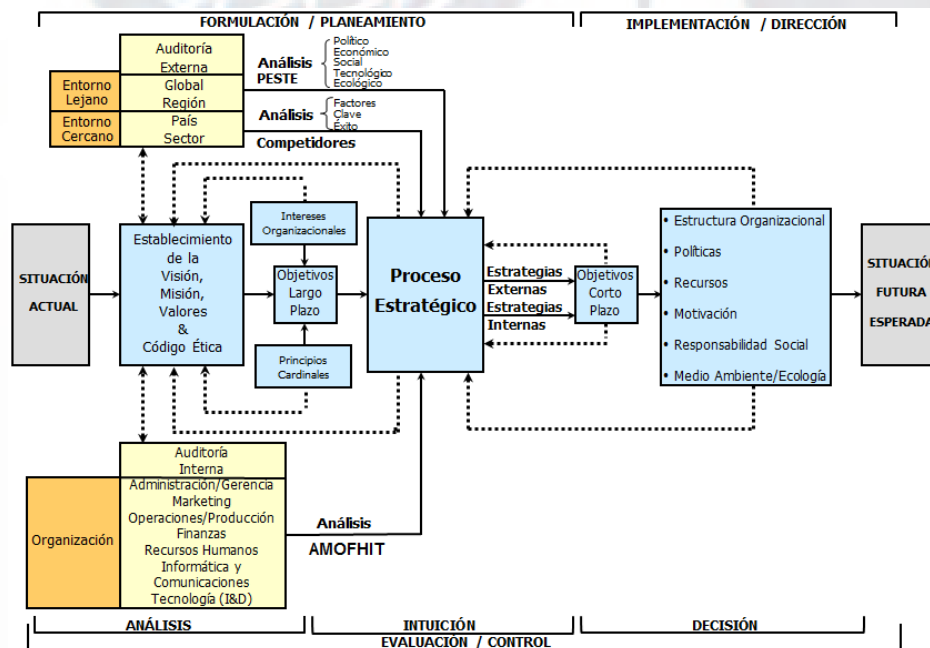 FORMULACIÓN / PLANEAMIENTO
IMPLEMENTACIÓN / DIRECCIÓN
Auditoría
Externa
Entorno
Lejano
Global
Región
Entorno
Cercano
País
Sector
Análisis
PESTE
Político
Económico
Social
Tecnológico
Ecológico
Análisis
Competidores
Factores
Clave
Éxito
SITUACIÓN
ACTUAL
Establecimiento
de la
Visión,
Misión,
Valores
&
Código Ética
Intereses
Organizacionales
Objetivos
Largo
Plazo
Principios
Cardinales
Proceso
Estratégico
Estrategias
Externas
Estrategias
Internas
Objetivos
Corto
Plazo
• Estructura Organizacional
• Políticas
• Recursos
• Motivación
• Responsabilidad Social
• Medio Ambiente/Ecología
SITUACIÓN
FUTURA
ESPERADA
Auditoría
Interna
Organización
Administración/Gerencia
Marketing
Operaciones/Producción
Finanzas
Recursos Humanos
Informática y
Comunicaciones
Tecnología (I&D)
Análisis
AMOFHIT
ANÁLISIS
INTUICIÓN
DECISIÓN
EVALUACIÓN / CONTROL